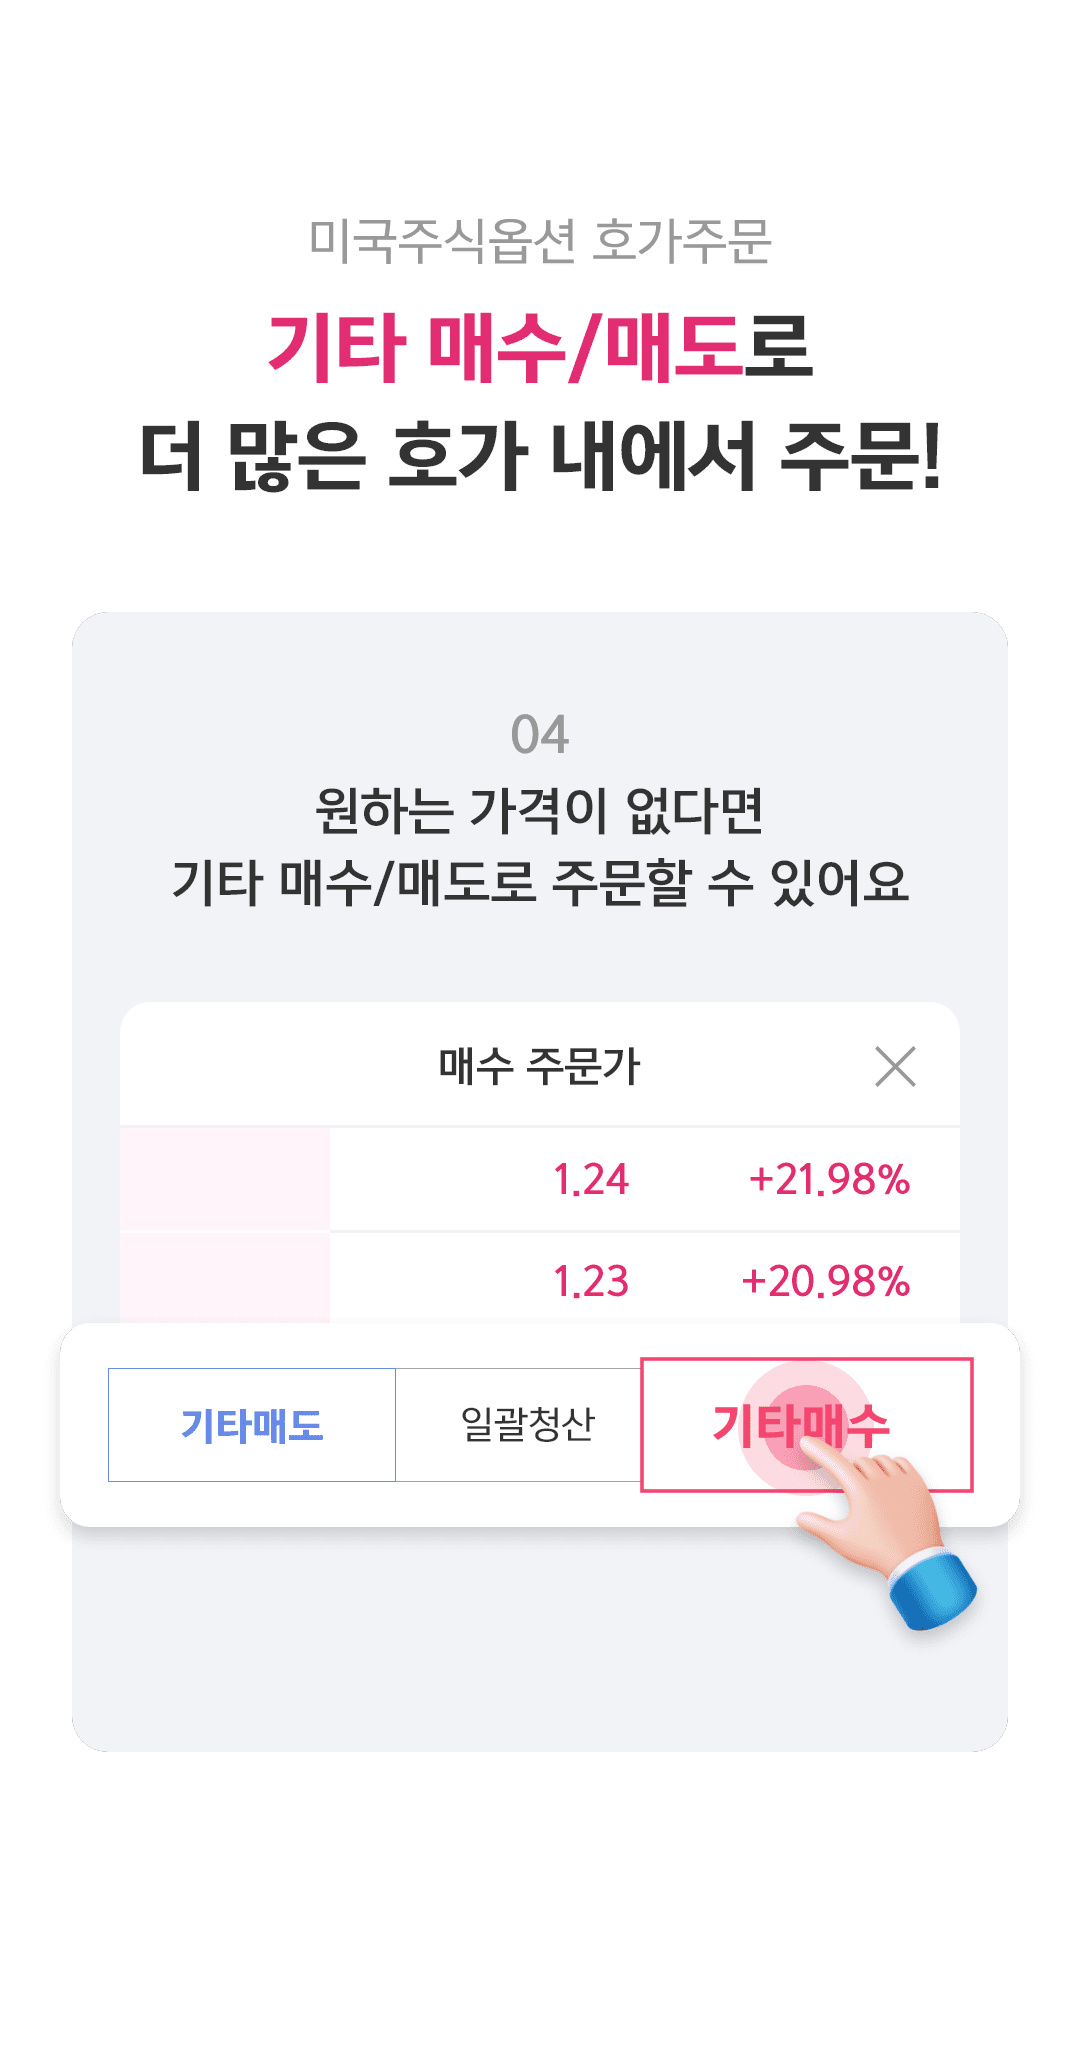 미국주식옵션 호가주문
기타 매수/매도로
더 많은 호가 내에서 주문!
04
원하는 가격이 없다면
기타 매수/매도로 주문할 수 있어요
매수 주문가
1.24 +21.98%
1.23 +20.98%
기타매도 일괄청산 기타매수